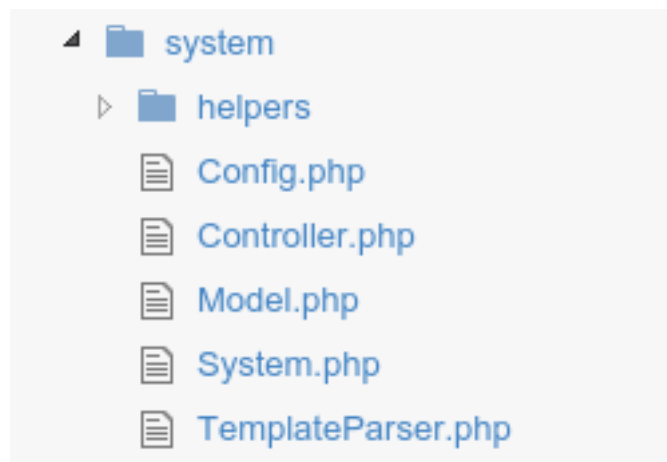 system
helpers
Config.php
Controller.php
Model.php
System.php
TemplateParser.php